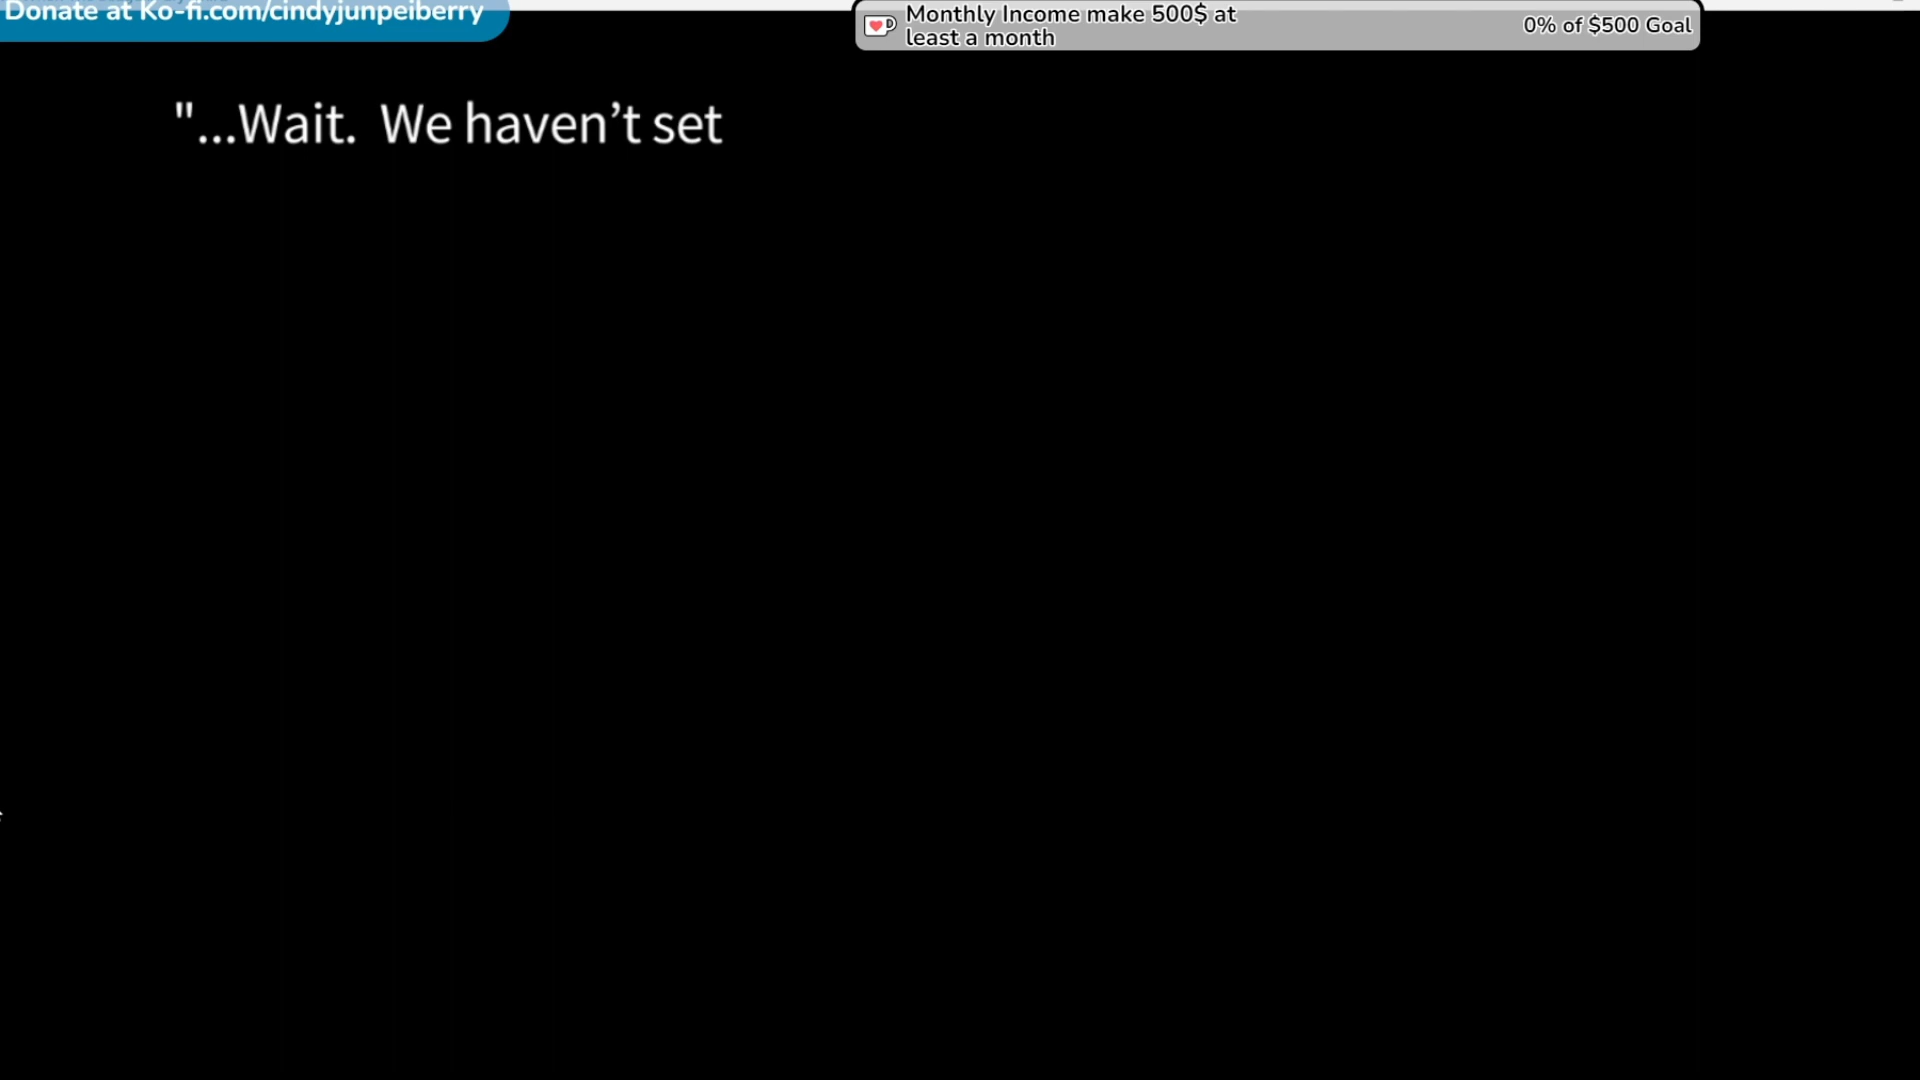 Donate at Ko-fi.com/cindyjunpeiberry
Monthly Income make 500$ at
least a month
0% of $500 Goal
"...Wait.  We haven’t set